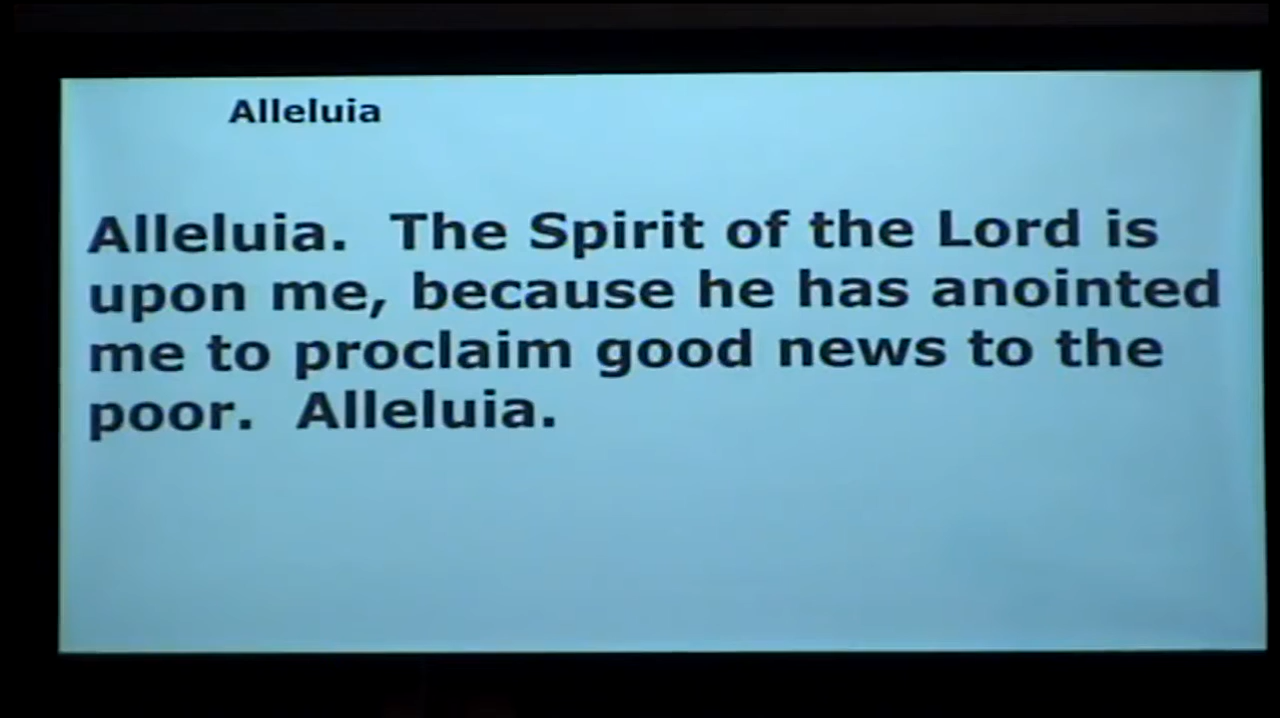 Alleluia
Alleluia.  The Spirit of the Lord is
upon me, because he has anointed
me to proclaim good news to the
poor.  Alleluia.